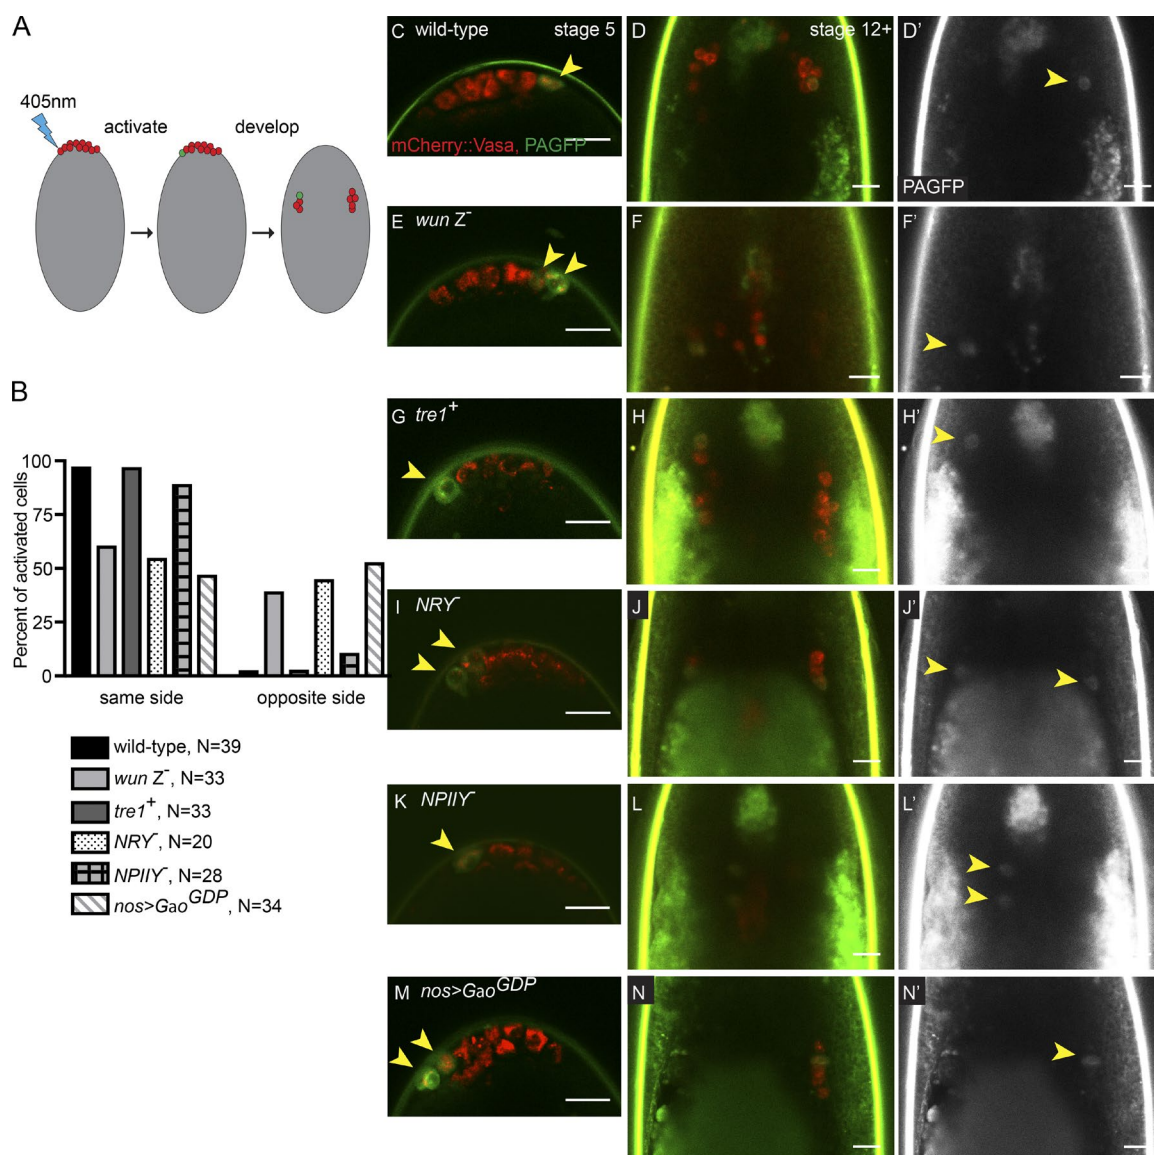 A
405nm
activate
develop
B
Percent of activated cells
100
75
50
25
0
same side
opposite side
wild-type, N=39
wun Z⁻, N=33
tre1⁺, N=33
NRY⁻, N=20
NPIIY⁻, N=28
nos>Gαo^GDP, N=34
C wild-type stage 5
mCherry::Vasa, PAGFP
D stage 12+
D'
PAGFP
E wun Z⁻
F
F'
G tre1⁺
H
H'
I NRY⁻
J
J'
K NPIIY⁻
L
L'
M nos>Gαo^GDP
N
N'